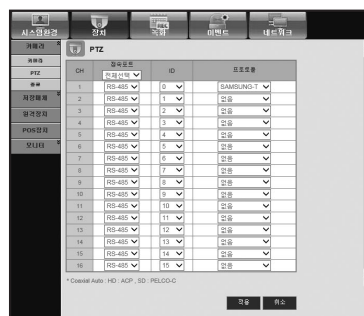 시스템환경 장치 녹화 이벤트 네트워크
카메라
카메라
PTZ
저장매체
원격장치
POS장치
모니터
PTZ
CH 접속포트 ID 프로토콜
전체선택
1 RS-485 0 SAMSUNG-T
2 RS-485 1 없음
3 RS-485 2 없음
4 RS-485 3 없음
5 RS-485 4 없음
6 RS-485 5 없음
7 RS-485 6 없음
8 RS-485 7 없음
9 RS-485 8 없음
10 RS-485 9 없음
11 RS-485 10 없음
12 RS-485 11 없음
13 RS-485 12 없음
14 RS-485 13 없음
15 RS-485 14 없음
16 RS-485 15 없음
* Coaxial Auto : HD : ACP , SD : PELCO-C
적용 취소